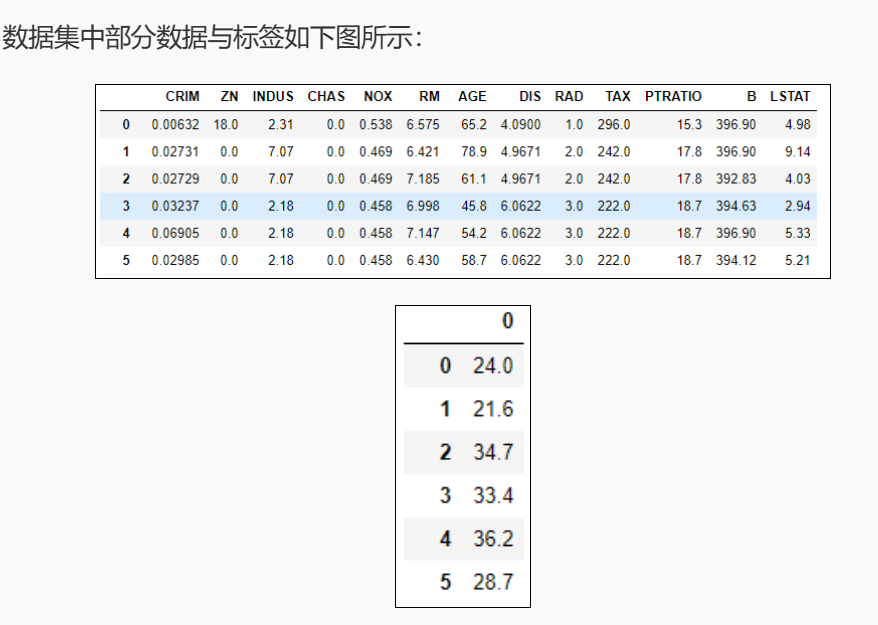 数据集中部分数据与标签如下图所示：
CRIM ZN INDUS CHAS NOX RM AGE DIS RAD TAX PTRATIO B LSTAT
0 0.00632 18.0 2.31 0.0 0.538 6.575 65.2 4.0900 1.0 296.0 15.3 396.90 4.98
1 0.02731 0.0 7.07 0.0 0.469 6.421 78.9 4.9671 2.0 242.0 17.8 396.90 9.14
2 0.02729 0.0 7.07 0.0 0.469 7.185 61.1 4.9671 2.0 242.0 17.8 392.83 4.03
3 0.03237 0.0 2.18 0.0 0.458 6.998 45.8 6.0622 3.0 222.0 18.7 394.63 2.94
4 0.06905 0.0 2.18 0.0 0.458 7.147 54.2 6.0622 3.0 222.0 18.7 396.90 5.33
5 0.02985 0.0 2.18 0.0 0.458 6.430 58.7 6.0622 3.0 222.0 18.7 394.12 5.21
0
0 24.0
1 21.6
2 34.7
3 33.4
4 36.2
5 28.7